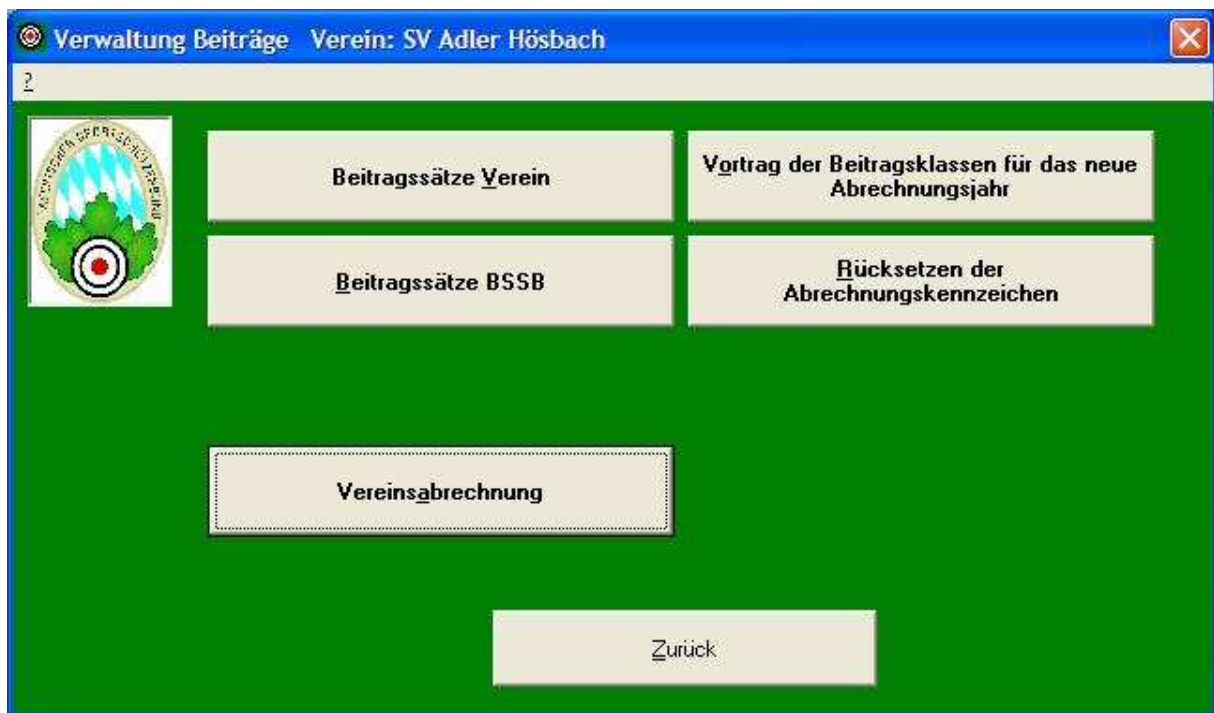 Verwaltung Beiträge Verein: SV Adler Hösbach
?
Beitragssätze Verein
Vortrag der Beitragsklassen für das neue
Abrechnungsjahr
Beitragssätze BSSB
Rücksetzen der
Abrechnungskennzeichen
Vereinsabrechnung
Zurück